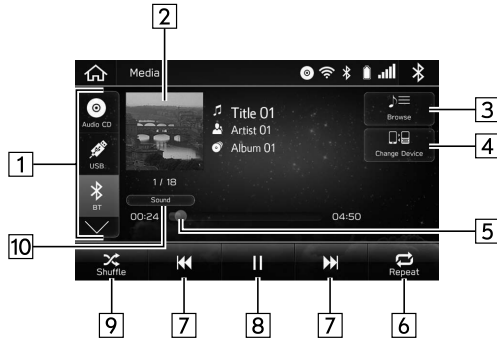 2
Media
Audio CD
USB
BT
Title 01
Artist 01
Album 01
Browse
Change Device
3
4
1
1 / 18
Sound
00:24
04:50
10
5
Shuffle
Repeat
9
7
8
7
6